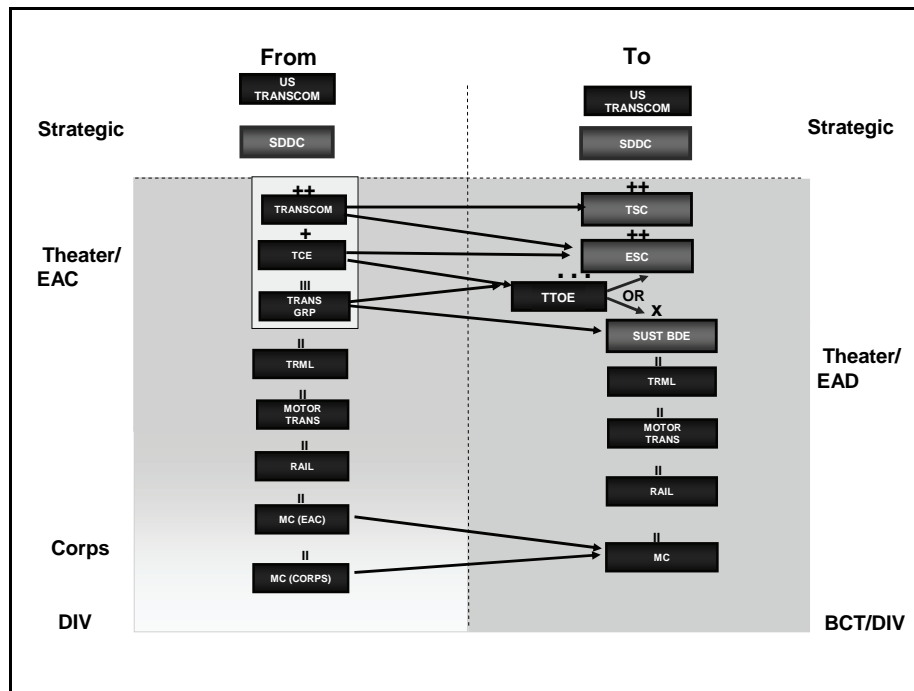 From
To
US
TRANSCOM
US
TRANSCOM
Strategic
SDDC
SDDC
Strategic
++
TRANSCOM
++
TSC
Theater/
EAC
+
TCE
++
ESC
...
TTOE
OR
III
TRANS
GRP
X
SUST BDE
Theater/
EAD
II
TRML
II
TRML
II
MOTOR
TRANS
II
MOTOR
TRANS
II
RAIL
II
RAIL
II
MC (EAC)
Corps
II
MC
II
MC (CORPS)
DIV
BCT/DIV